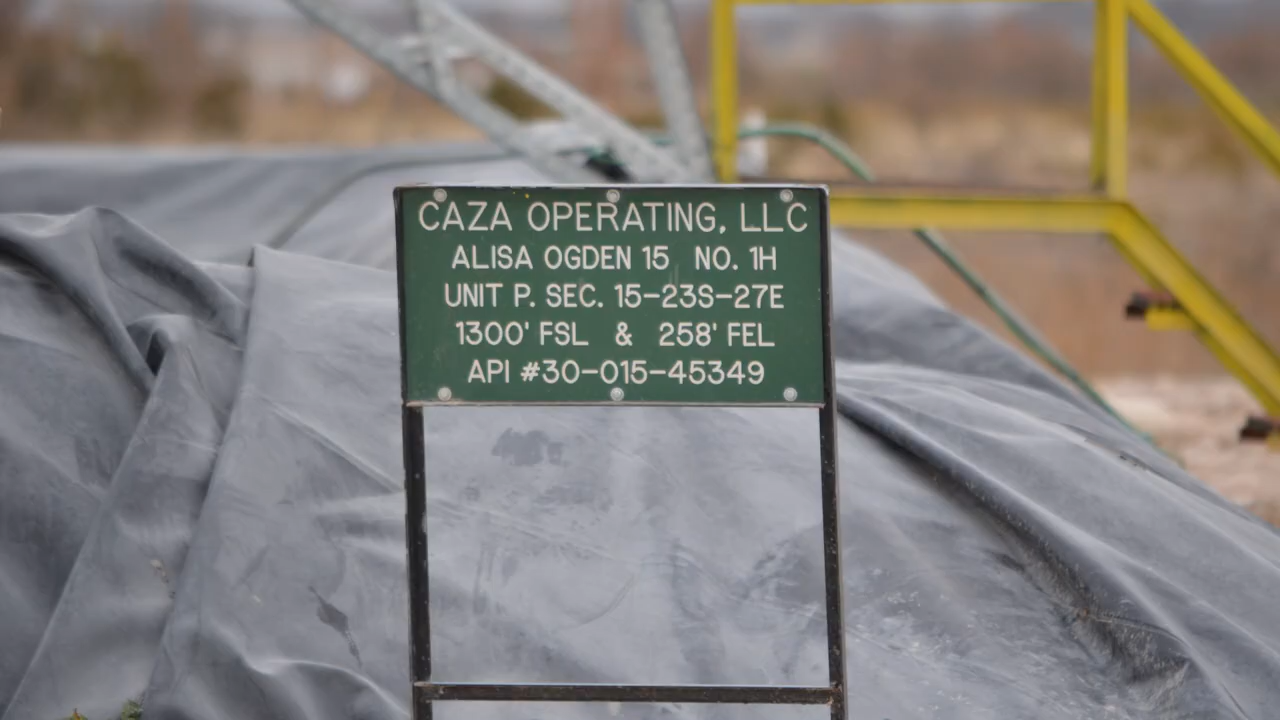 CAZA OPERATING, LLC
ALISA OGDEN 15 NO. 1H
UNIT P. SEC. 15-23S-27E
1300' FSL & 258' FEL
API #30-015-45349